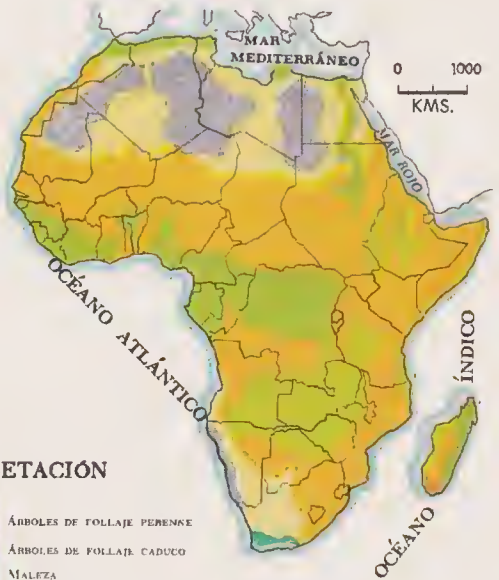 MAR
MEDITERRÁNEO
0 1000
KMS.
MAR ROJO
OCÉANO ATLÁNTICO
OCÉANO ÍNDICO
ETACIÓN
ÁRBOLES DE FOLLAJE PERENNE
ÁRBOLES DE FOLLAJE CADUCO
MALEZA